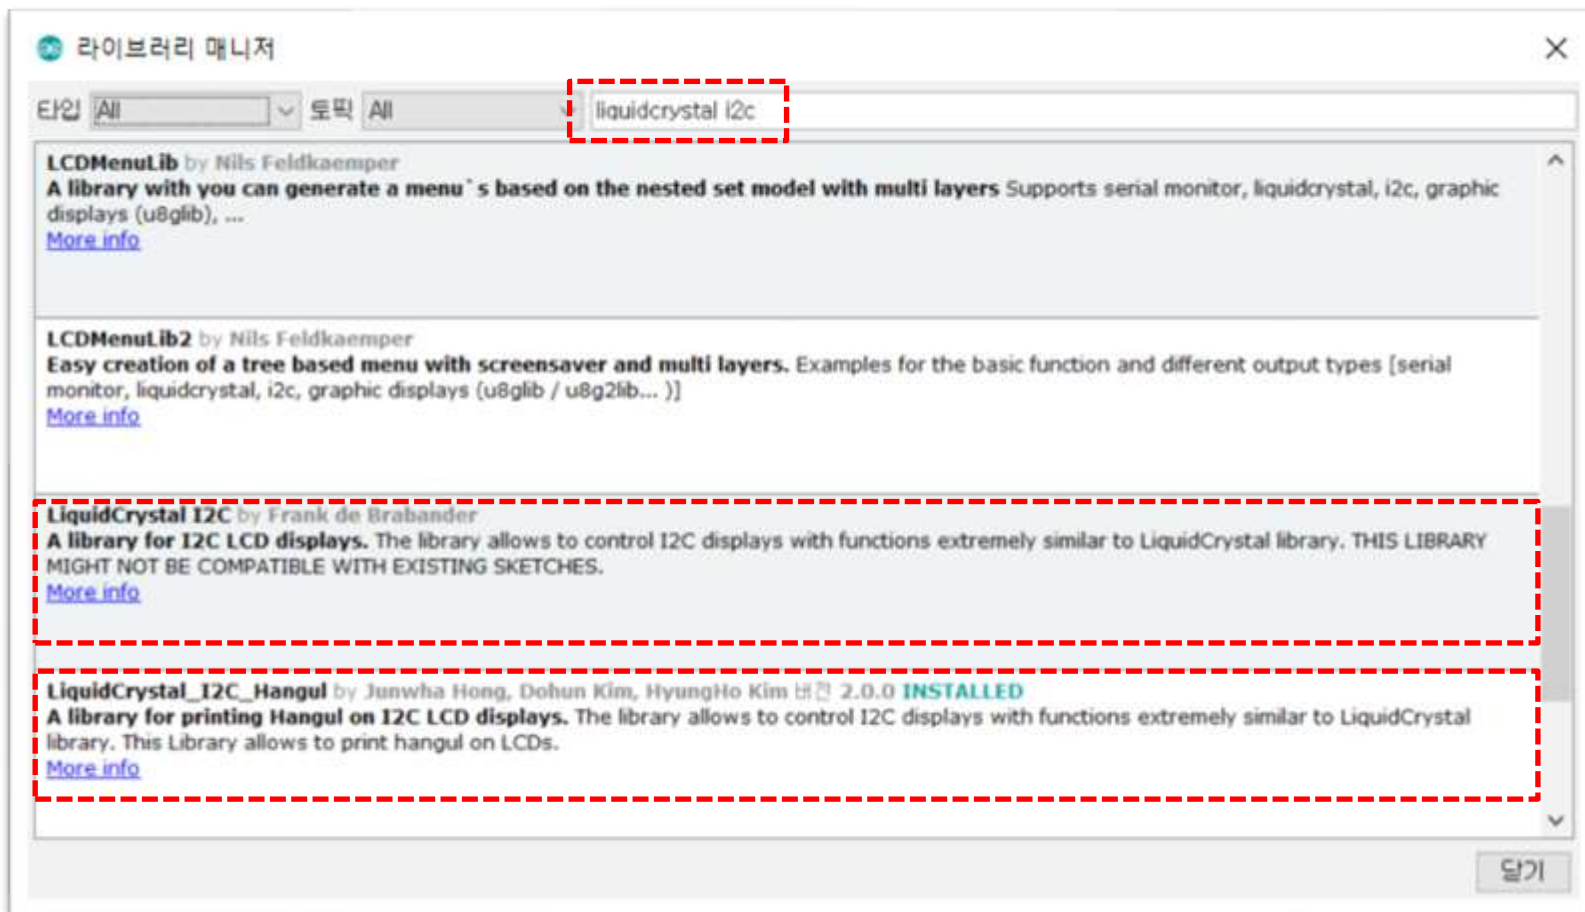 라이브러리 매니저
타입 All 토픽 All liquidcrystal i2c
LCDMenuLib by Nils Feldkaemper
A library with you can generate a menu`s based on the nested set model with multi layers Supports serial monitor, liquidcrystal, i2c, graphic
displays (u8glib), ...
More info
LCDMenuLib2 by Nils Feldkaemper
Easy creation of a tree based menu with screensaver and multi layers. Examples for the basic function and different output types [serial
monitor, liquidcrystal, i2c, graphic displays (u8glib / u8g2lib... )]
More info
LiquidCrystal I2C by Frank de Brabander
A library for I2C LCD displays. The library allows to control I2C displays with functions extremely similar to LiquidCrystal library. THIS LIBRARY
MIGHT NOT BE COMPATIBLE WITH EXISTING SKETCHES.
More info
LiquidCrystal_I2C_Hangul by Junwha Hong, Dohun Kim, HyungHo Kim 버전 2.0.0 INSTALLED
A library for printing Hangul on I2C LCD displays. The library allows to control I2C displays with functions extremely similar to LiquidCrystal
library. This Library allows to print hangul on LCDs.
More info
닫기